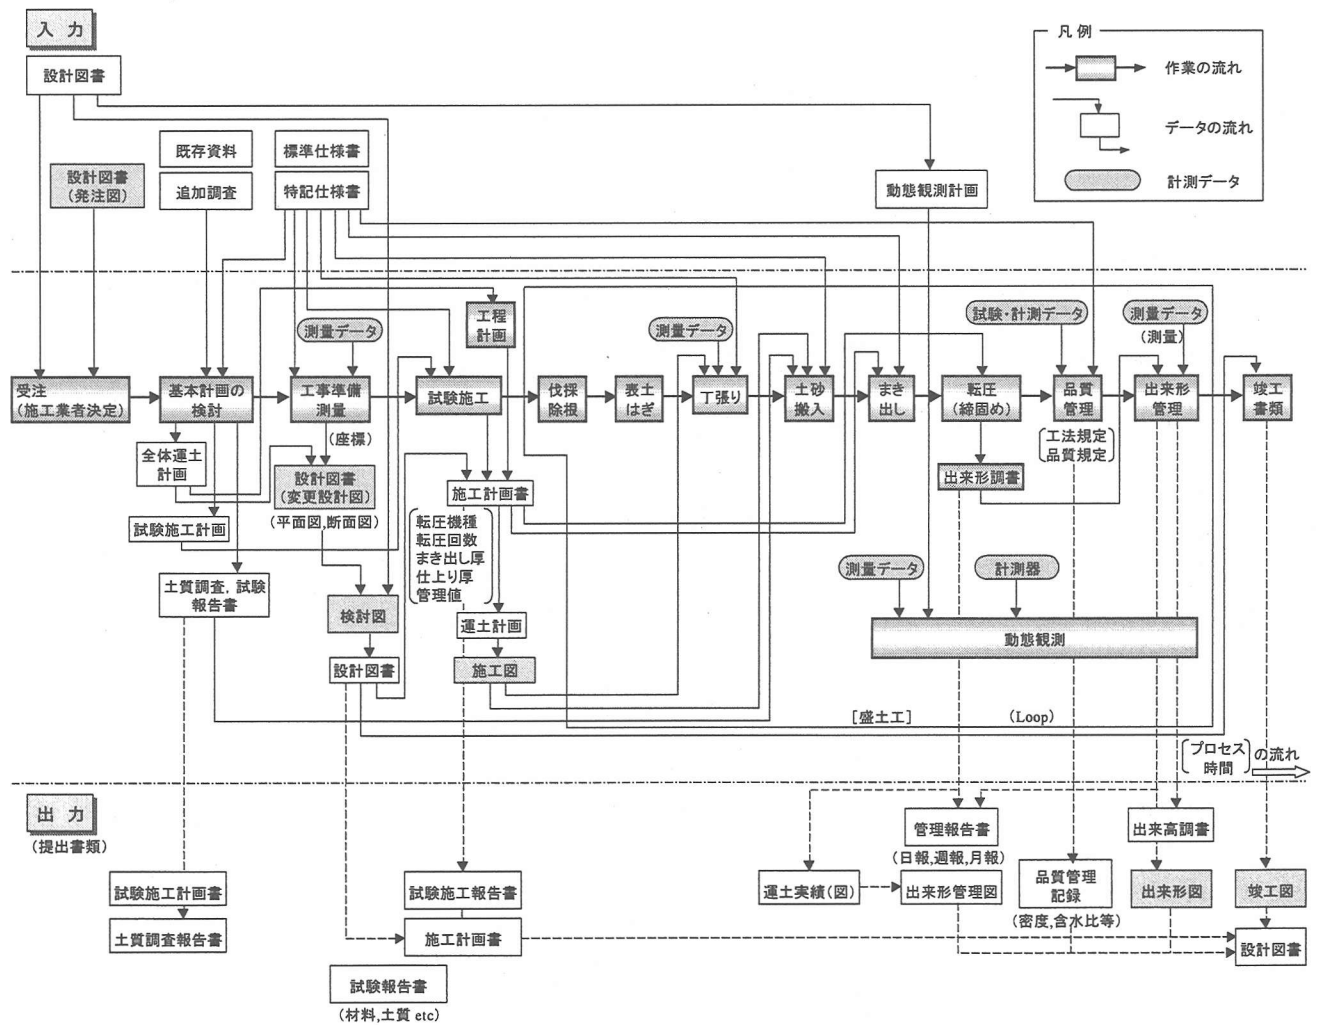 入 力
設計図書
凡 例
作業の流れ
データの流れ
計測データ
既存資料
標準仕様書
設計図書
(発注図)
追加調査
特記仕様書
動態観測計画
工程
計画
測量データ
測量データ
試験・計測データ
測量データ
(測量)
受注
(施工業者決定)
基本計画の
検討
工事準備
測量
試験施工
伐採
除根
表土
はぎ
丁張り
土砂
搬入
まき
出し
転圧
(締固め)
品質
管理
出来形
管理
竣工
書類
(座標)
工法規定
品質規定
全体運土
計画
設計図書
(変更設計図)
(平面図,断面図)
施工計画書
出来形調書
試験施工計画
転圧機種
転圧回数
まき出し厚
仕上り厚
管理値
土質調査,試験
報告書
測量データ
計測器
検討図
運土計画
動態観測
設計図書
施工図
[盛土工]
(Loop)
プロセス
時間
の流れ
出 力
(提出書類)
管理報告書
(日報,週報,月報)
出来高調書
試験施工計画書
試験施工報告書
運土実績(図)
出来形管理図
品質管理
記録
(密度,含水比等)
出来形図
竣工図
土質調査報告書
施工計画書
設計図書
試験報告書
(材料,土質 etc)